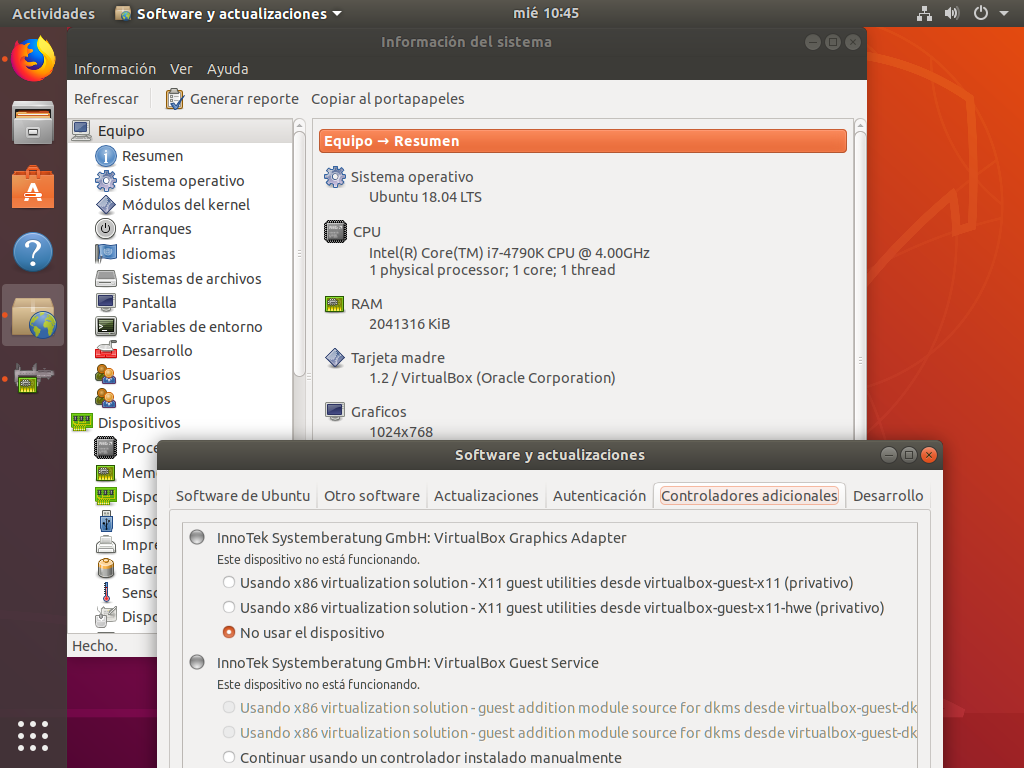 Actividades
Software y actualizaciones
mié 10:45
Información del sistema
Información Ver Ayuda
Refrescar Generar reporte Copiar al portapapeles
Equipo
Resumen
Sistema operativo
Módulos del kernel
Arranques
Idiomas
Sistemas de archivos
Pantalla
Variables de entorno
Desarrollo
Usuarios
Grupos
Dispositivos
Proce
Mem
Dispo
Dispo
Impre
Bater
Senso
Dispo
Hecho.
Equipo → Resumen
Sistema operativo
Ubuntu 18.04 LTS
CPU
Intel(R) Core(TM) i7-4790K CPU @ 4.00GHz
1 physical processor; 1 core; 1 thread
RAM
2041316 KiB
Tarjeta madre
1.2 / VirtualBox (Oracle Corporation)
Graficos
1024x768
Software y actualizaciones
Software de Ubuntu Otro software Actualizaciones Autenticación Controladores adicionales Desarrollo
InnoTek Systemberatung GmbH: VirtualBox Graphics Adapter
Este dispositivo no está funcionando.
Usando x86 virtualization solution - X11 guest utilities desde virtualbox-guest-x11 (privativo)
Usando x86 virtualization solution - X11 guest utilities desde virtualbox-guest-x11-hwe (privativo)
No usar el dispositivo
InnoTek Systemberatung GmbH: VirtualBox Guest Service
Este dispositivo no está funcionando.
Usando x86 virtualization solution - guest addition module source for dkms desde virtualbox-guest-dk
Usando x86 virtualization solution - guest addition module source for dkms desde virtualbox-guest-dk
Continuar usando un controlador instalado manualmente